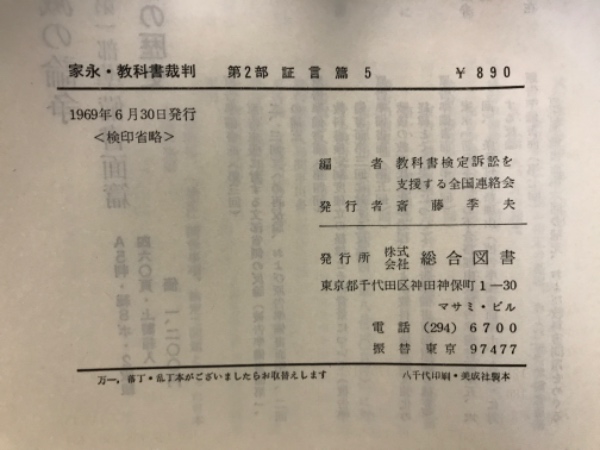 家永・教科書裁判 第2部 証言篇 5 ¥890
1969年6月30日発行
<検印省略>
編者 教科書検定訴訟を
支援する全国連絡会
発行者 斎藤季夫
発行所 株式会社 総合図書
東京都千代田区神田神保町1―30
マサミ・ビル
電話 (294) 6700
振替 東京 97477
万一,落丁・乱丁本がございましたらお取替えします 八千代印刷・美成社製本